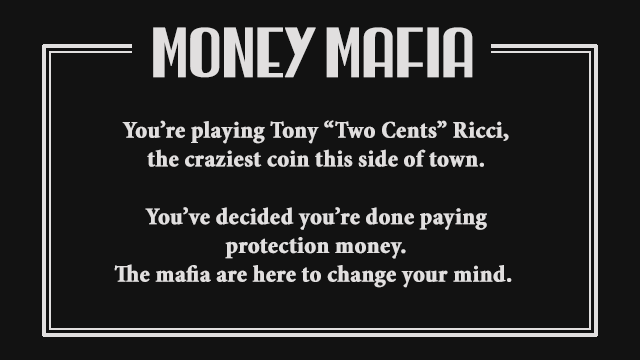 MONEY MAFIA
You’re playing Tony “Two Cents” Ricci,
the craziest coin this side of town.
You’ve decided you’re done paying
protection money.
The mafia are here to change your mind.